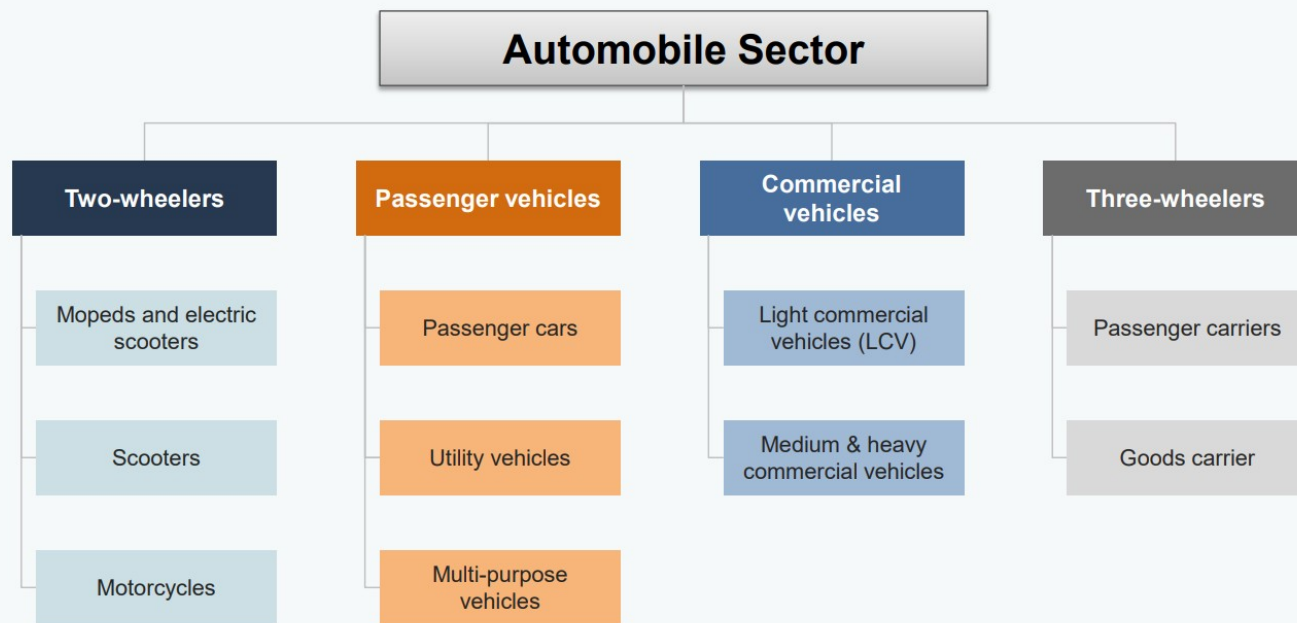 Automobile Sector
Two-wheelers
Passenger vehicles
Commercial
vehicles
Three-wheelers
Mopeds and electric
scooters
Passenger cars
Light commercial
vehicles (LCV)
Passenger carriers
Scooters
Utility vehicles
Medium & heavy
commercial vehicles
Goods carrier
Motorcycles
Multi-purpose
vehicles